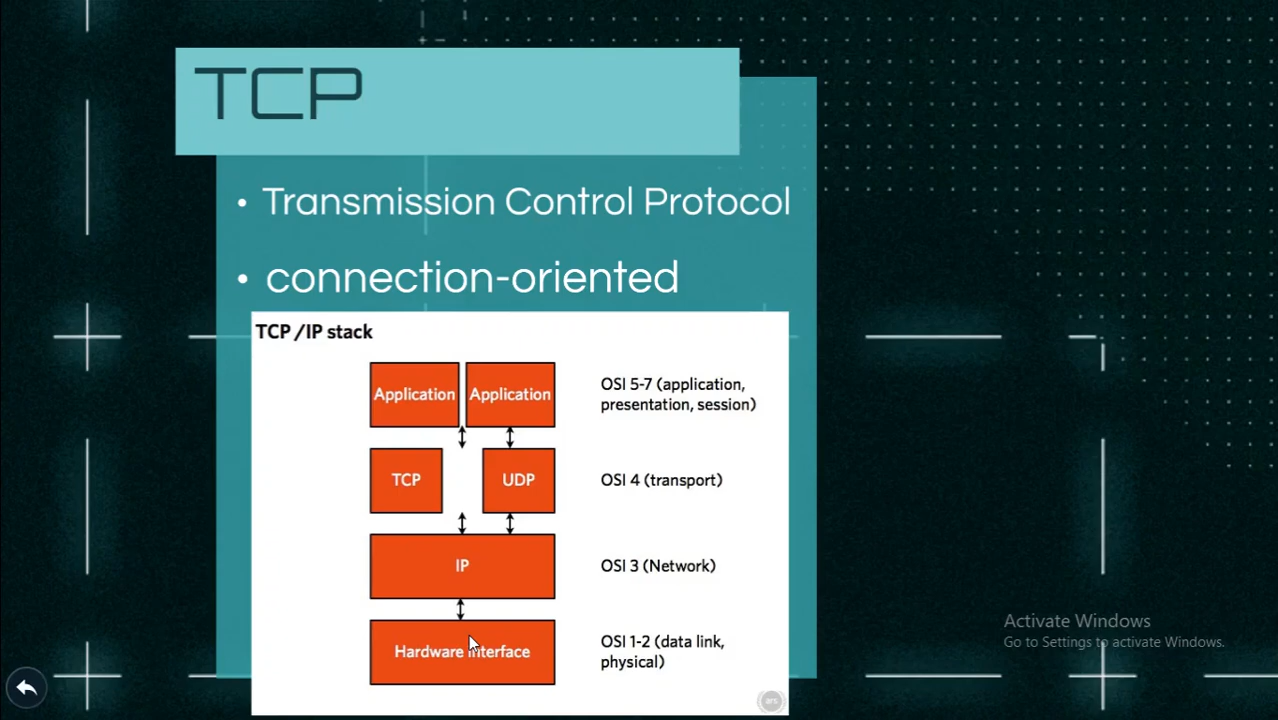 TCP
• Transmission Control Protocol
• connection-oriented
TCP /IP stack
Application Application
OSI 5-7 (application,
presentation, session)
TCP UDP
OSI 4 (transport)
IP
OSI 3 (Network)
Hardware Interface
OSI 1-2 (data link,
physical)
ars
Activate Windows
Go to Settings to activate Windows.